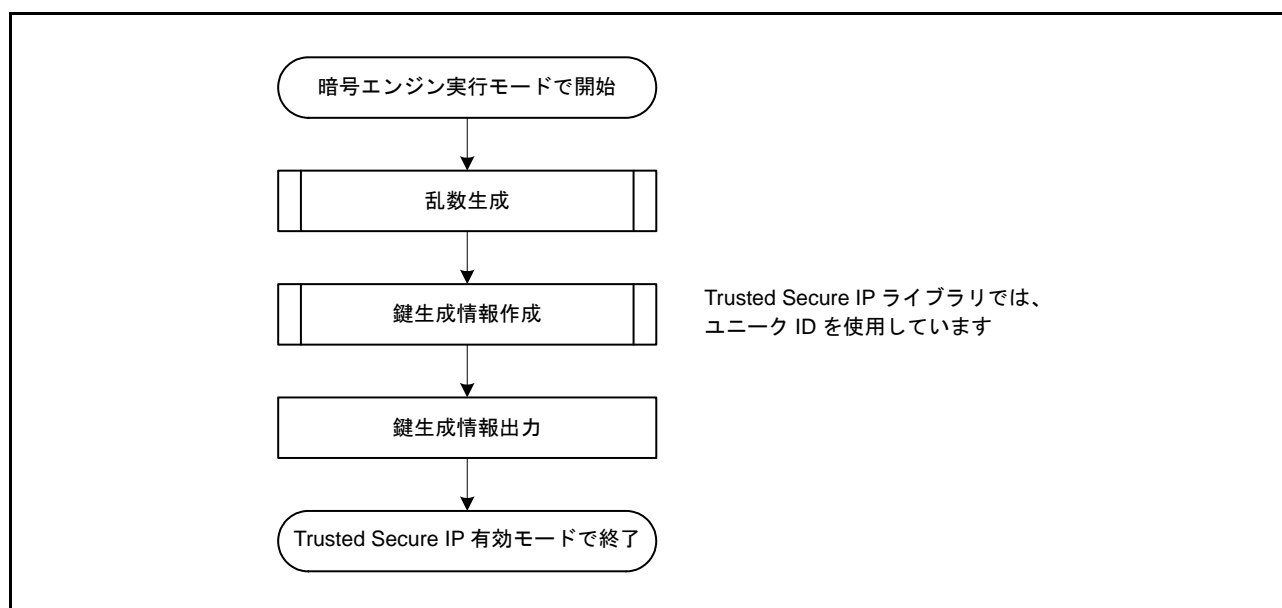 暗号エンジン実行モードで開始
乱数生成
鍵生成情報作成
Trusted Secure IP ライブラリでは、
ユニーク ID を使用しています
鍵生成情報出力
Trusted Secure IP 有効モードで終了